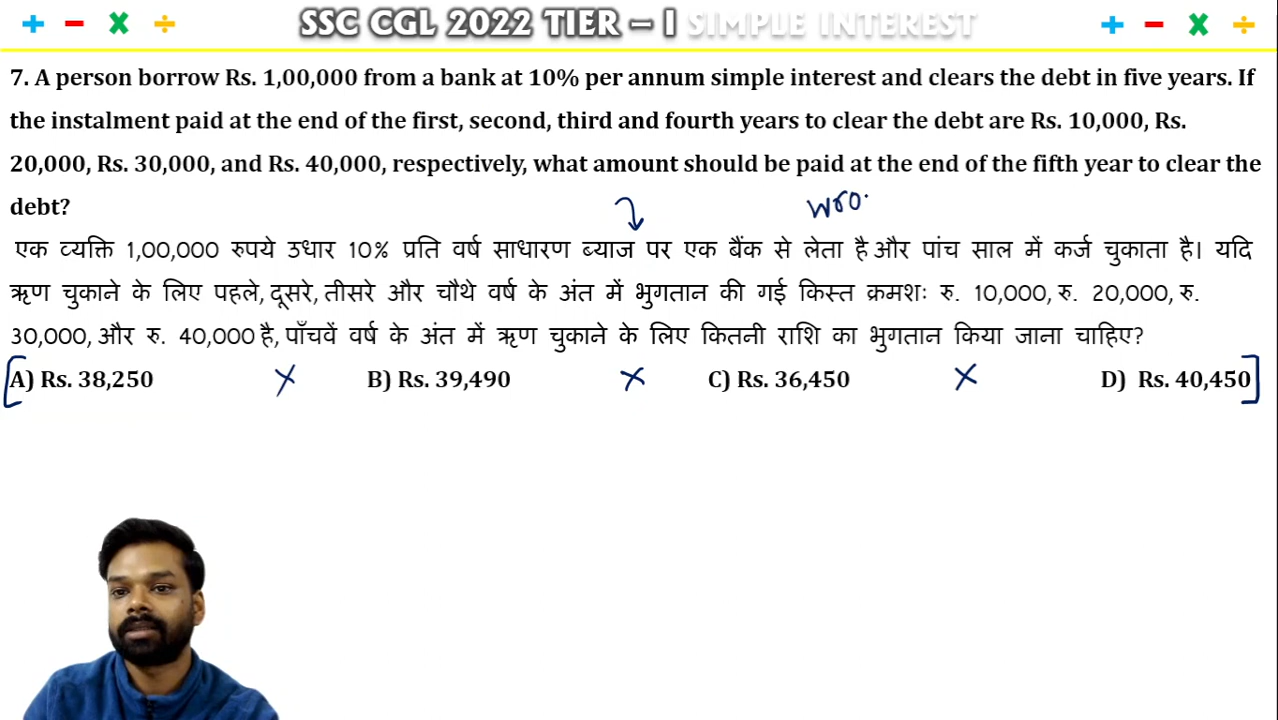 + - × ÷ SSC CGL 2022 TIER – I SIMPLE INTEREST + - × ÷
7. A person borrow Rs. 1,00,000 from a bank at 10% per annum simple interest and clears the debt in five years. If
the instalment paid at the end of the first, second, third and fourth years to clear the debt are Rs. 10,000, Rs.
20,000, Rs. 30,000, and Rs. 40,000, respectively, what amount should be paid at the end of the fifth year to clear the
debt?
एक व्यक्ति 1,00,000 रुपये उधार 10% प्रति वर्ष साधारण ब्याज पर एक बैंक से लेता है और पांच साल में कर्ज चुकाता है। यदि
ऋण चुकाने के लिए पहले, दूसरे, तीसरे और चौथे वर्ष के अंत में भुगतान की गई किस्त क्रमशः रु. 10,000, रु. 20,000, रु.
30,000, और रु. 40,000 है, पाँचवें वर्ष के अंत में ऋण चुकाने के लिए कितनी राशि का भुगतान किया जाना चाहिए?
A) Rs. 38,250 B) Rs. 39,490 C) Rs. 36,450 D) Rs. 40,450